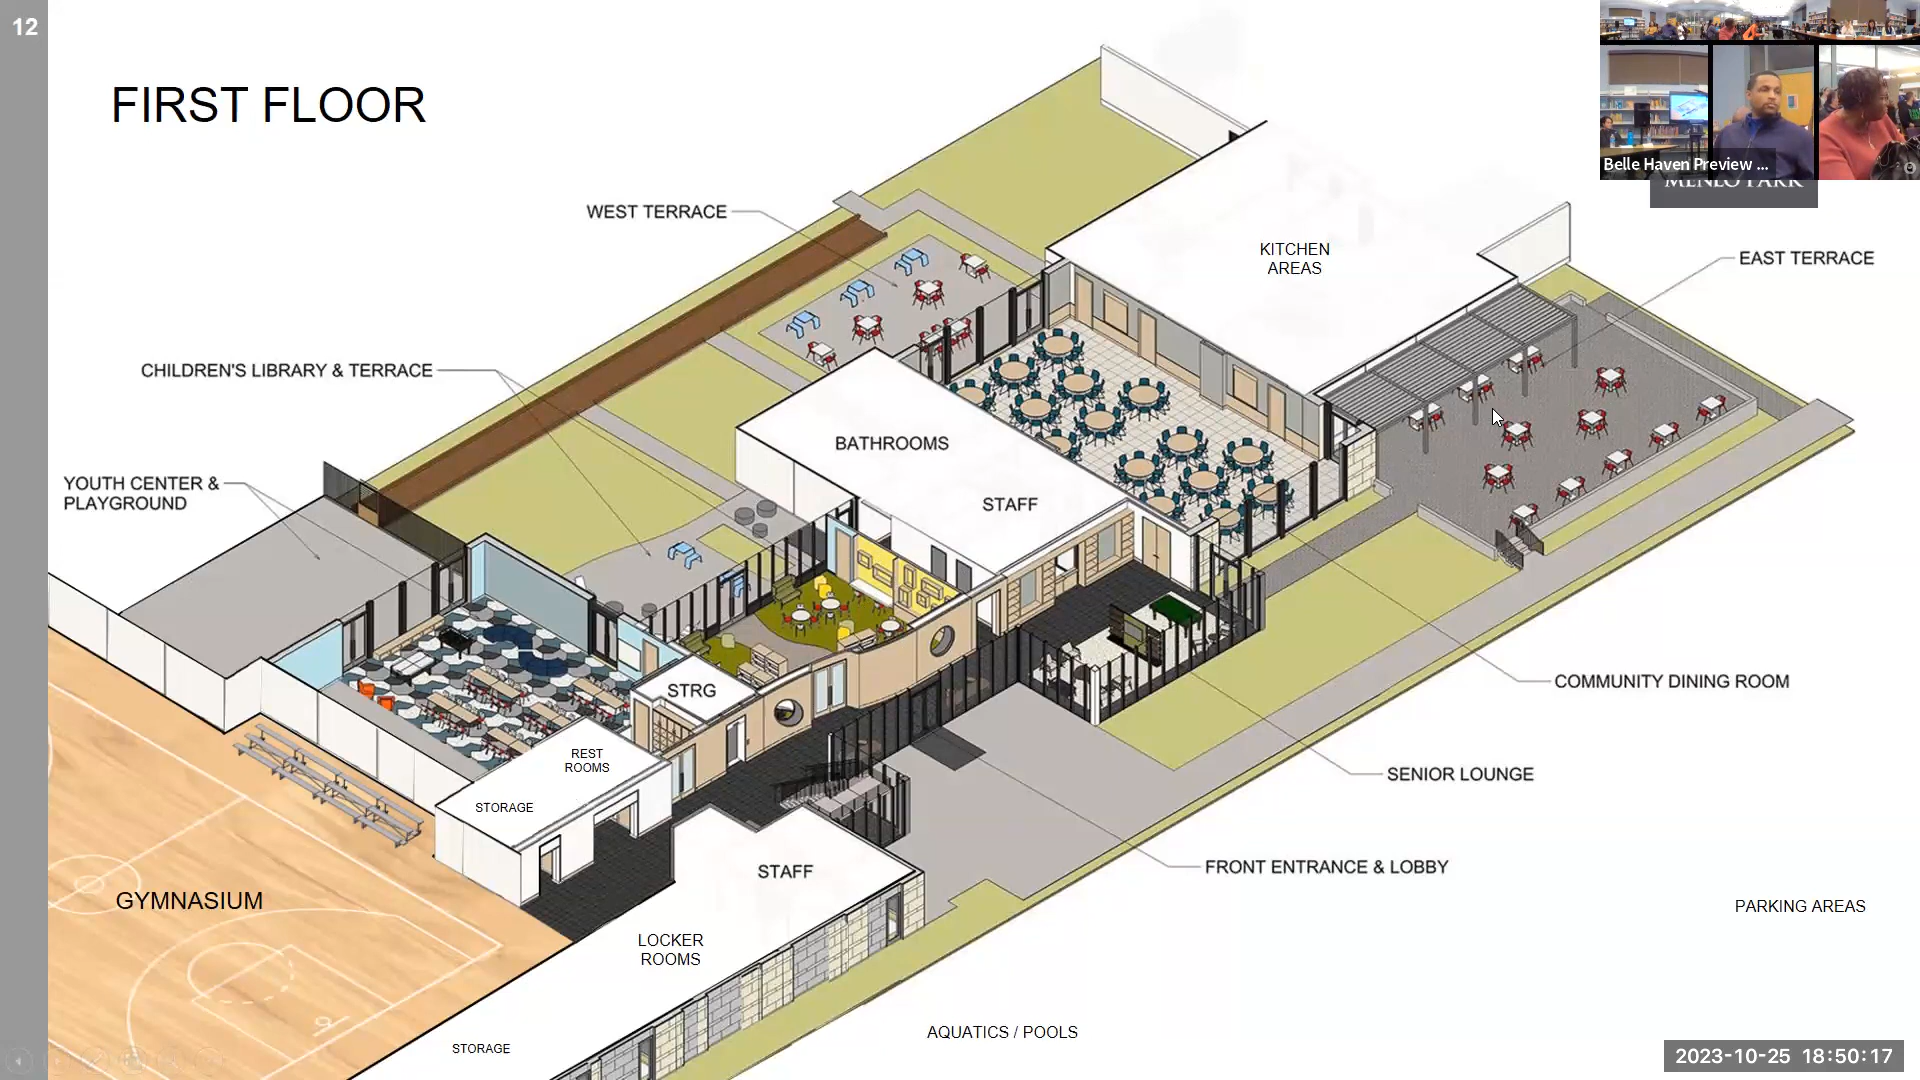 12
FIRST FLOOR
Belle Haven Preview ...
MENLO PARK
WEST TERRACE
KITCHEN
AREAS
EAST TERRACE
CHILDREN'S LIBRARY & TERRACE
BATHROOMS
YOUTH CENTER &
PLAYGROUND
STAFF
COMMUNITY DINING ROOM
STRG
REST
ROOMS
SENIOR LOUNGE
STORAGE
STAFF
FRONT ENTRANCE & LOBBY
GYMNASIUM
PARKING AREAS
LOCKER
ROOMS
AQUATICS / POOLS
STORAGE
2023-10-25 18:50:17